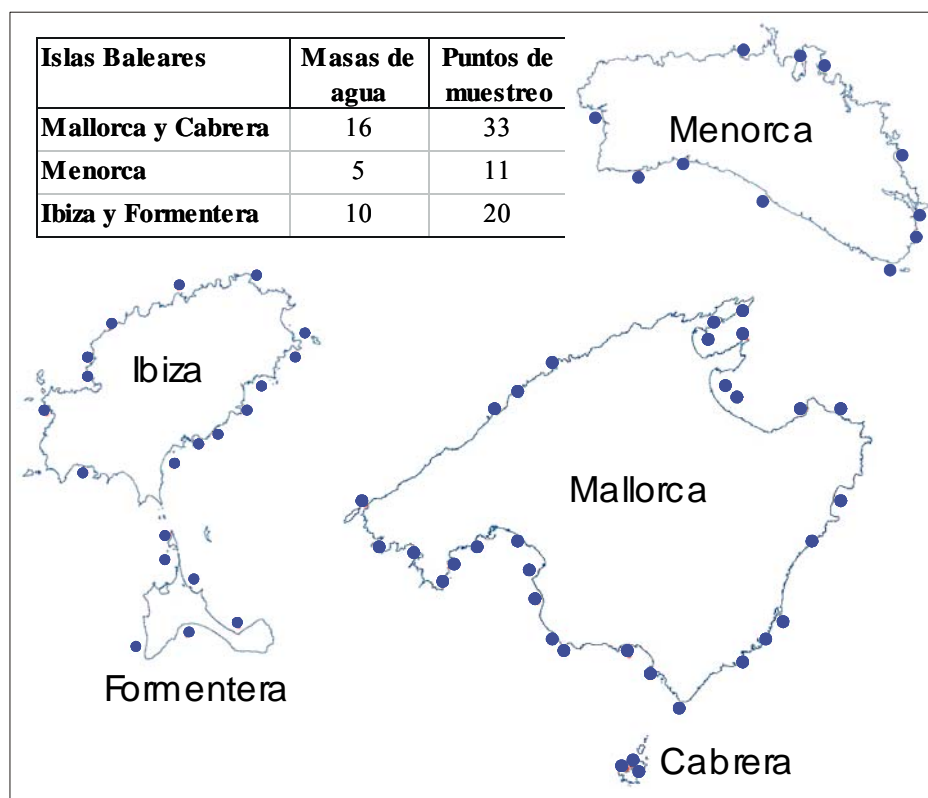 Islas Baleares Masas de agua Puntos de muestreo
Mallorca y Cabrera 16 33
Menorca 5 11
Ibiza y Formentera 10 20
Menorca
Ibiza
Mallorca
Formentera
Cabrera